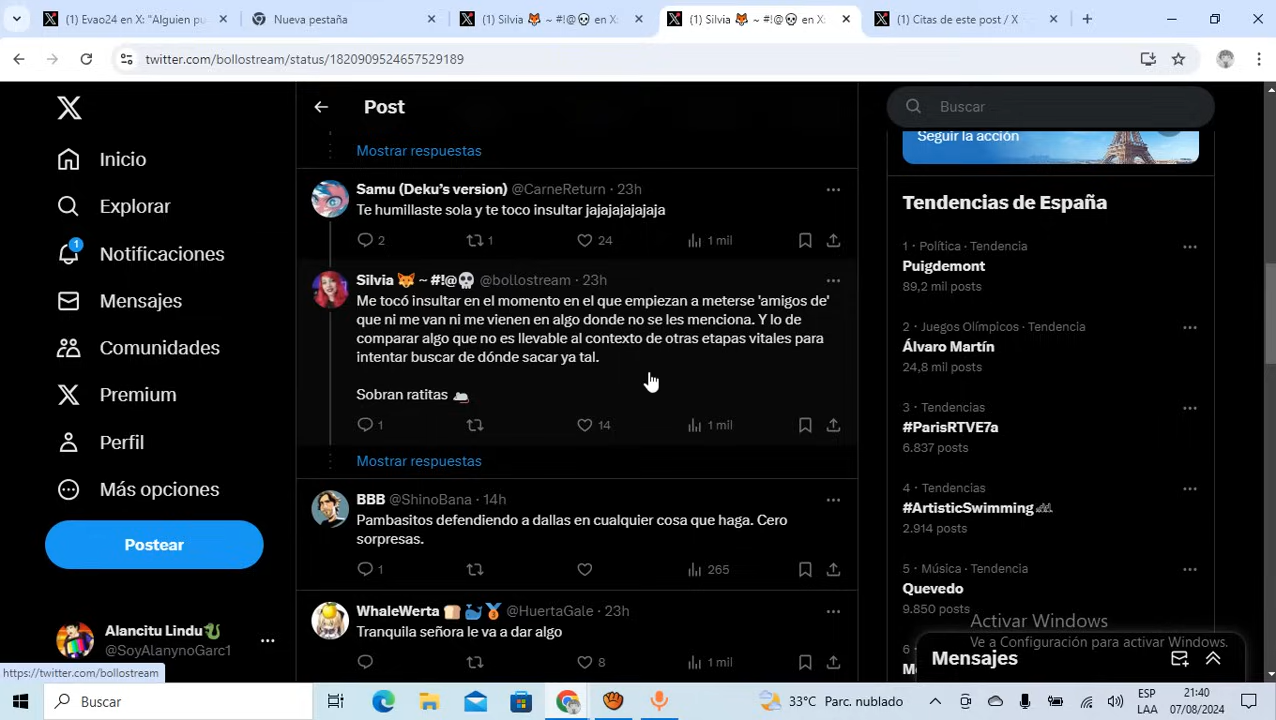 (1) Evao24 en X: "Alguien pu
Nueva pestaña
(1) Silvia 🦊 ~ #!@💀 en X:
(1) Silvia 🦊 ~ #!@💀 en X:
(1) Citas de este post / X
twitter.com/bollostream/status/1820909524657529189
Inicio
Explorar
1
Notificaciones
Mensajes
Comunidades
Premium
Perfil
Más opciones
Postear
Alancitu Lindu🐉
@SoyAlanynoGarc1
https://twitter.com/bollostream
Post
Mostrar respuestas
Samu (Deku's version) @CarneReturn · 23h
Te humillaste sola y te toco insultar jajajajajajaja
2 1 24 1 mil
Silvia 🦊 ~ #!@💀 @bollostream · 23h
Me tocó insultar en el momento en el que empiezan a meterse 'amigos de'
que ni me van ni me vienen en algo donde no se les menciona. Y lo de
comparar algo que no es llevable al contexto de otras etapas vitales para
intentar buscar de dónde sacar ya tal.
Sobran ratitas 🐁
1 14 1 mil
Mostrar respuestas
BBB @ShinoBana · 14h
Pambasitos defendiendo a dallas en cualquier cosa que haga. Cero
sorpresas.
1 265
WhaleWerta 🍞🐳🏅 @HuertaGale · 23h
Tranquila señora le va a dar algo
8 1 mil
Buscar
Seguir la acción
Tendencias de España
1 · Política · Tendencia
Puigdemont
89,2 mil posts
2 · Juegos Olímpicos · Tendencia
Álvaro Martín
24,8 mil posts
3 · Tendencias
#ParisRTVE7a
6.837 posts
4 · Tendencias
#ArtisticSwimming
2.914 posts
5 · Música · Tendencia
Quevedo
9.850 posts
Activar Windows
Ve a Configuración para activar Windows.
Mensajes
Buscar
33°C Parc. nublado
ESP
LAA
21:40
07/08/2024